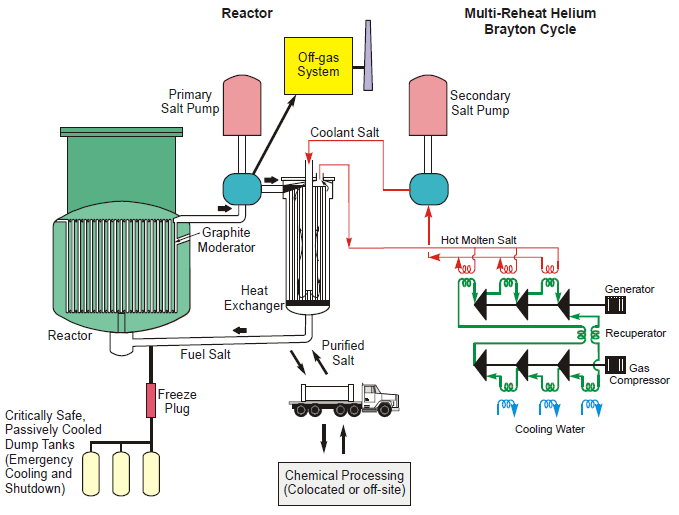 Reactor
Multi-Reheat Helium
Brayton Cycle
Off-gas
System
Primary
Salt Pump
Secondary
Salt Pump
Coolant Salt
Graphite
Moderator
Hot Molten Salt
Heat
Exchanger
Generator
Reactor
Recuperator
Fuel Salt
Purified
Salt
Gas
Compressor
Freeze
Plug
Critically Safe,
Passively Cooled
Dump Tanks
(Emergency
Cooling and
Shutdown)
Cooling Water
Chemical Processing
(Colocated or off-site)